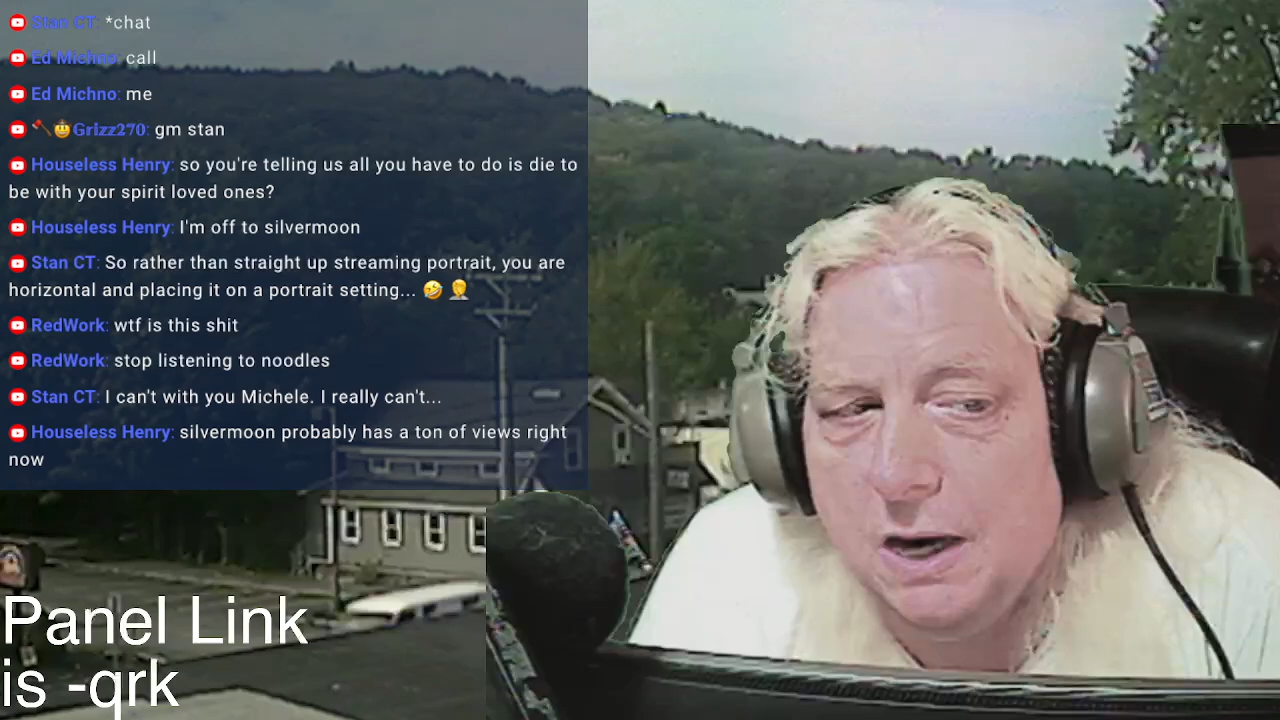 Stan CT: *chat
Ed Michno: call
Ed Michno: me
🪓🤠Grizz270: gm stan
Houseless Henry: so you're telling us all you have to do is die to
be with your spirit loved ones?
Houseless Henry: I'm off to silvermoon
Stan CT: So rather than straight up streaming portrait, you are
horizontal and placing it on a portrait setting... 🤣 🤦
RedWork: wtf is this shit
RedWork: stop listening to noodles
Stan CT: I can't with you Michele. I really can't...
Houseless Henry: silvermoon probably has a ton of views right
now
Panel Link
is -qrk